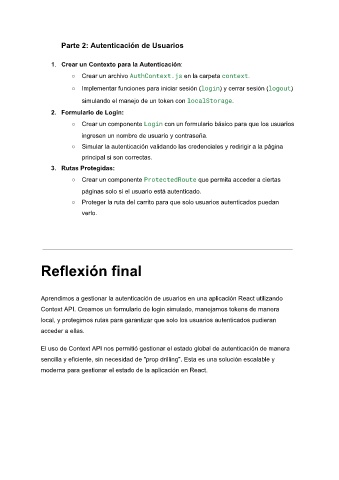 Parte 2: Autenticación de Usuarios
1. Crear un Contexto para la Autenticación:
○ Crear un archivo AuthContext.js en la carpeta context.
○ Implementar funciones para iniciar sesión (login) y cerrar sesión (logout)
simulando el manejo de un token con localStorage.
2. Formulario de Login:
○ Crear un componente Login con un formulario básico para que los usuarios
ingresen un nombre de usuario y contraseña.
○ Simular la autenticación validando las credenciales y redirigir a la página
principal si son correctas.
3. Rutas Protegidas:
○ Crear un componente ProtectedRoute que permita acceder a ciertas
páginas solo si el usuario está autenticado.
○ Proteger la ruta del carrito para que solo usuarios autenticados puedan
verlo.
Reflexión final
Aprendimos a gestionar la autenticación de usuarios en una aplicación React utilizando
Context API. Creamos un formulario de login simulado, manejamos tokens de manera
local, y protegimos rutas para garantizar que solo los usuarios autenticados pudieran
acceder a ellas.
El uso de Context API nos permitió gestionar el estado global de autenticación de manera
sencilla y eficiente, sin necesidad de "prop drilling". Esta es una solución escalable y
moderna para gestionar el estado de la aplicación en React.